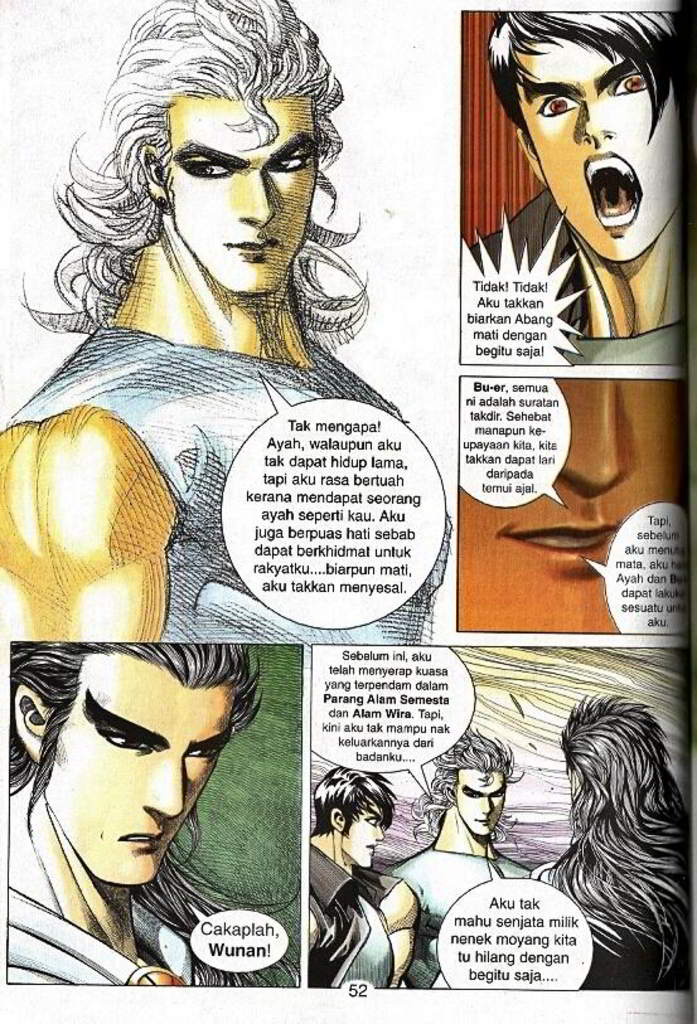 Tak mengapa!
Ayah, walaupun aku
tak dapat hidup lama,
tapi aku rasa bertuah
kerana mendapat seorang
ayah seperti kau. Aku
juga berpuas hati sebab
dapat berkhidmat untuk
rakyatku....biarpun mati,
aku takkan menyesal.
Tidak! Tidak!
Aku takkan
biarkan Abang
mati dengan
begitu saja!
Bu-er, semua
ni adalah suratan
takdir. Sehebat
manapun ke-
upayaan kita, kita
takkan dapat lari
daripada
temui ajal.
Tapi,
sebelum
aku
mata, aku
Ayah dan
dapat
sesuatu
aku.
Cakaplah,
Wunan!
Sebelum ini, aku
telah menyerap kuasa
yang terpendam dalam
Parang Alam Semesta
dan Alam Wira. Tapi,
kini aku tak mampu nak
keluarkannya dari
badanku....
Aku tak
mahu senjata milik
nenek moyang kita
tu hilang dengan
begitu saja....
52